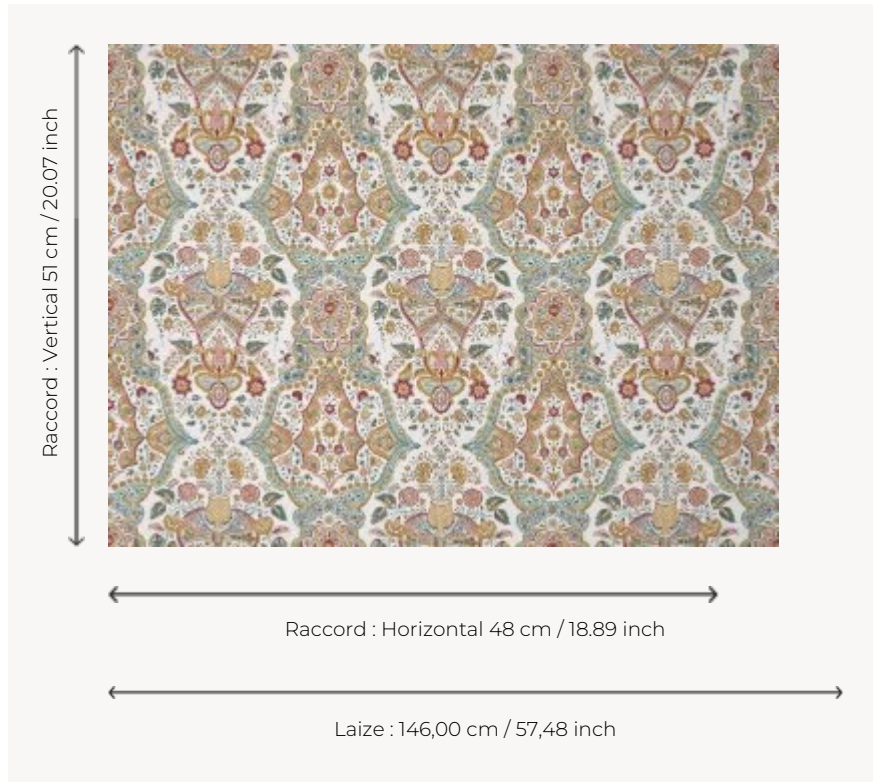 Raccord : Vertical 51 cm / 20.07 inch
Raccord : Horizontal 48 cm / 18.89 inch
Laize : 146,00 cm / 57,48 inch